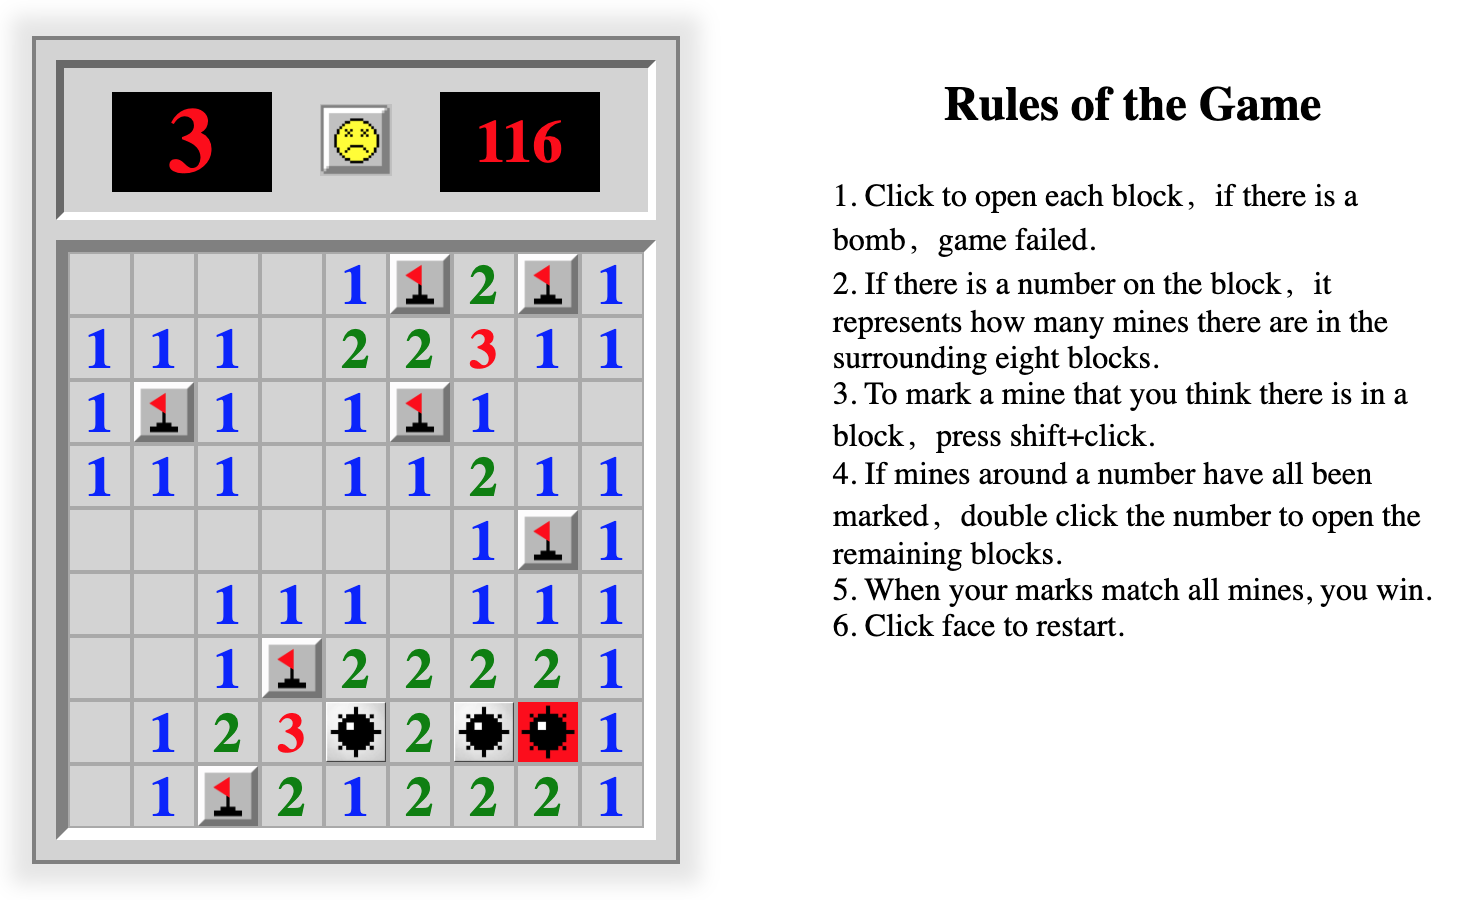 3 116
1 2 1
1 1 1 2 2 3 1 1
1 1 1 1
1 1 1 1 1 2 1 1
1 1
1 1 1 1 1 1
1 2 2 2 2 1
1 2 3 2 1
1 2 1 2 2 2 1
Rules of the Game
1. Click to open each block，if there is a
bomb，game failed.
2. If there is a number on the block，it
represents how many mines there are in the
surrounding eight blocks.
3. To mark a mine that you think there is in a
block，press shift+click.
4. If mines around a number have all been
marked，double click the number to open the
remaining blocks.
5. When your marks match all mines, you win.
6. Click face to restart.